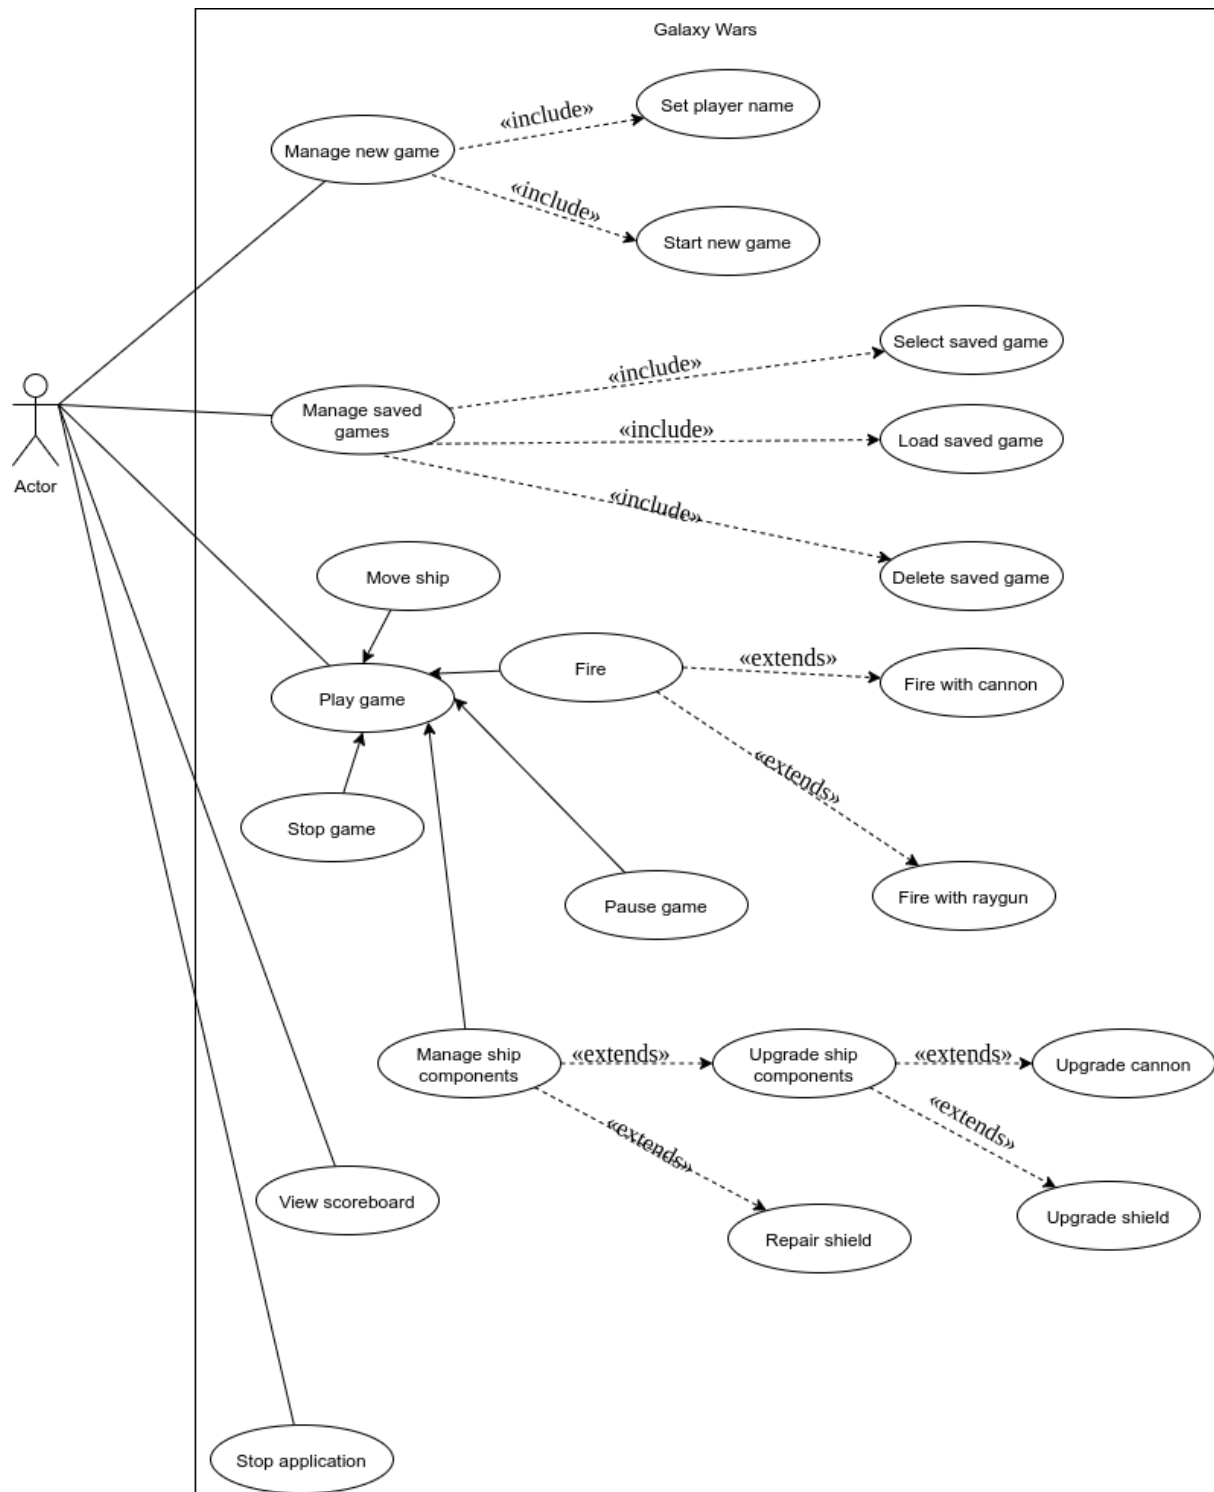 Galaxy Wars
«include»
Set player name
Manage new game
«include»
Start new game
Select saved game
«include»
Manage saved
games
«include»
Load saved game
Actor
«include»
Delete saved game
Move ship
Fire
«extends»
Fire with cannon
Play game
«extends»
Stop game
Pause game
Fire with raygun
Manage ship
components
«extends»
Upgrade ship
components
«extends»
Upgrade cannon
«extends»
«extends»
View scoreboard
Repair shield
Upgrade shield
Stop application